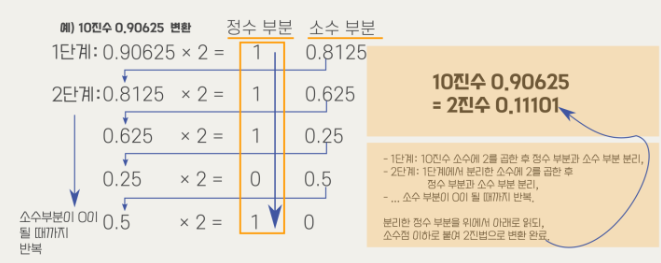 예) 10진수 0.90625 변환
정수 부분 소수 부분
1단계: 0.90625 × 2 = 1 0.8125
2단계: 0.8125 × 2 = 1 0.625
0.625 × 2 = 1 0.25
0.25 × 2 = 0 0.5
0.5 × 2 = 1 0
소수부분이 0이
될 때까지
반복
10진수 0.90625
= 2진수 0.11101
- 1단계: 10진수 소수에 2를 곱한 후 정수 부분과 소수 부분 분리,
- 2단계: 1단계에서 분리한 소수에 2를 곱한 후
정수 부분과 소수 부분 분리,
- ... 소수 부분이 0이 될 때까지 반복.
분리한 정수 부분을 위에서 아래로 읽되,
소수점 이하로 붙여 2진법으로 변환 완료.